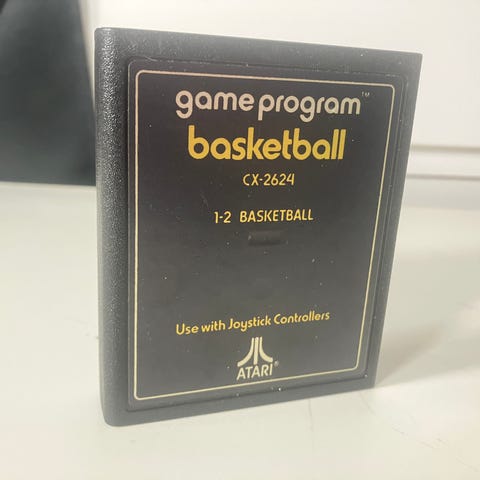 game program™
basketball
CX-2624
1-2 BASKETBALL
Use with Joystick Controllers
ATARI®